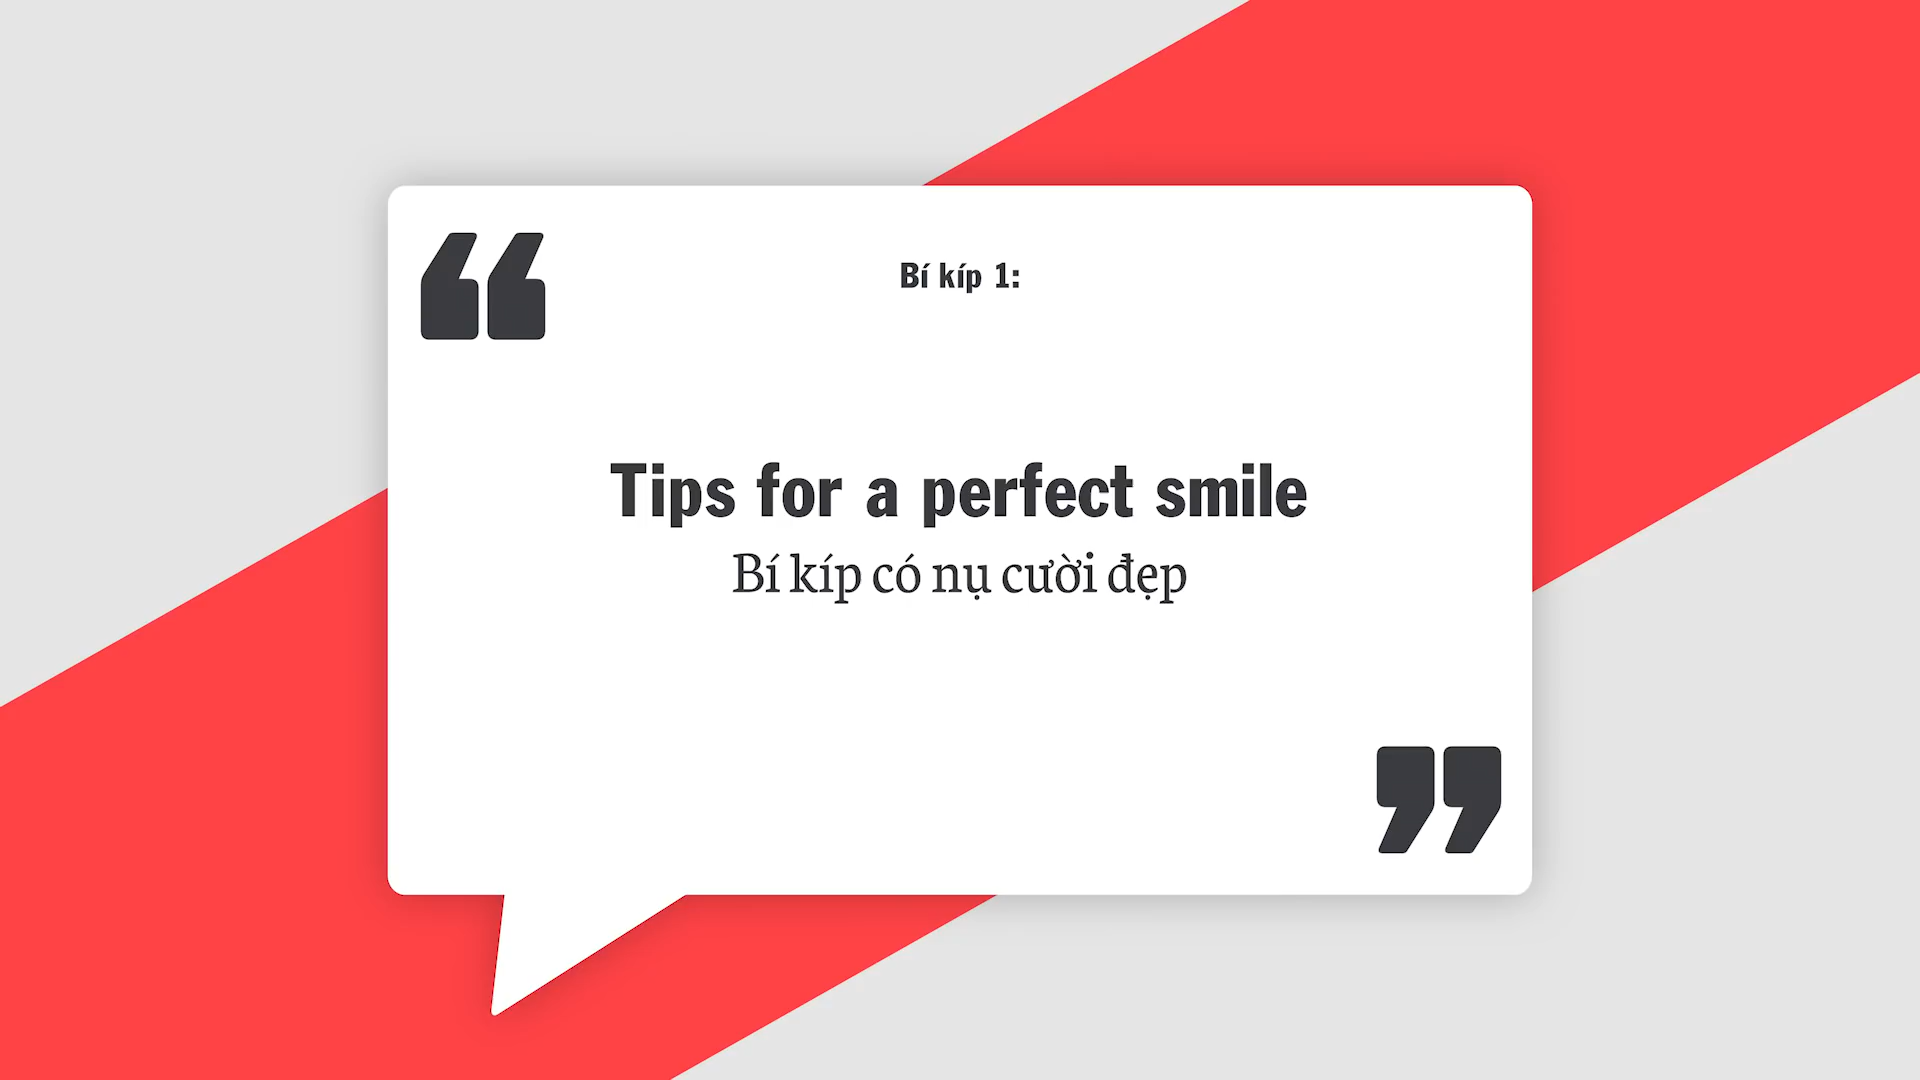 Bí kíp 1:
Tips for a perfect smile
Bí kíp có nụ cười đẹp